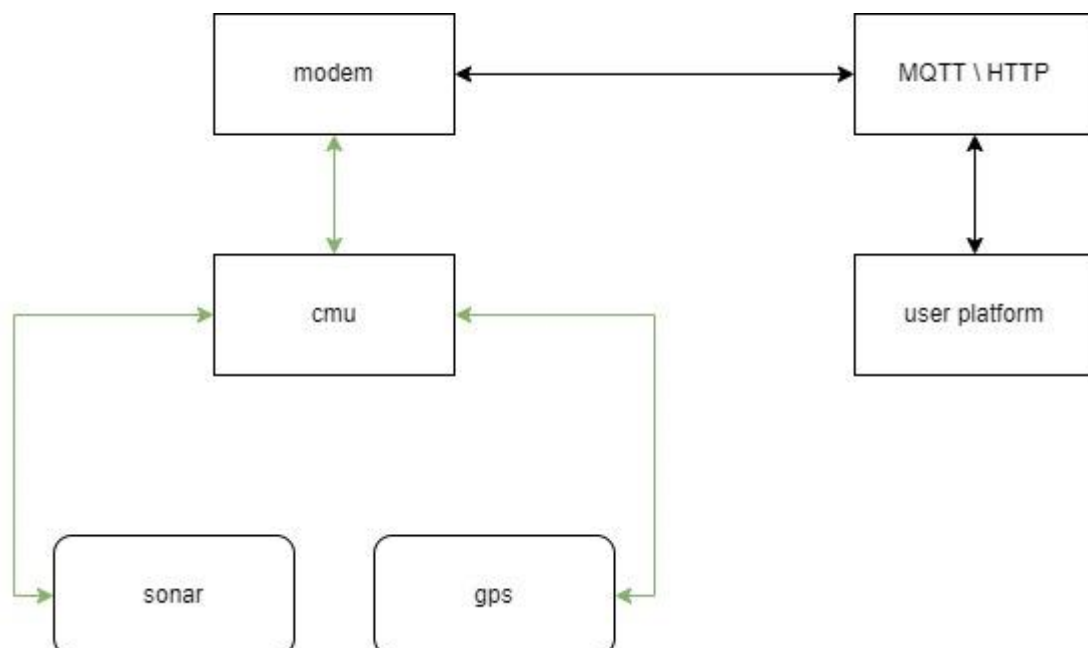 modem
MQTT \ HTTP
cmu
user platform
sonar
gps